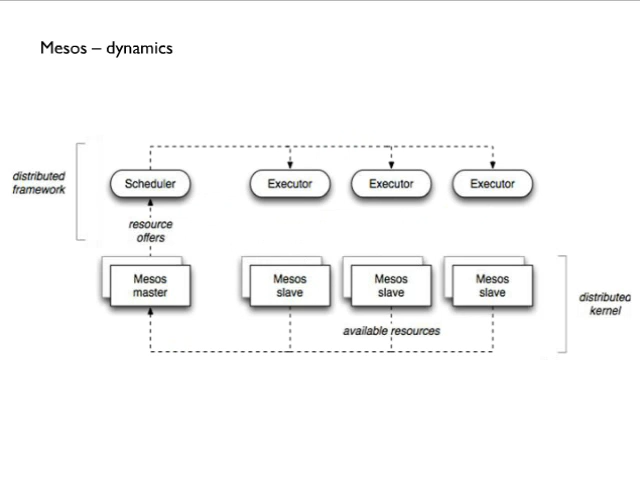 Mesos – dynamics
distributed
framework
Scheduler
Executor
Executor
Executor
resource
offers
Mesos
master
Mesos
slave
Mesos
slave
Mesos
slave
distributed
kernel
available resources